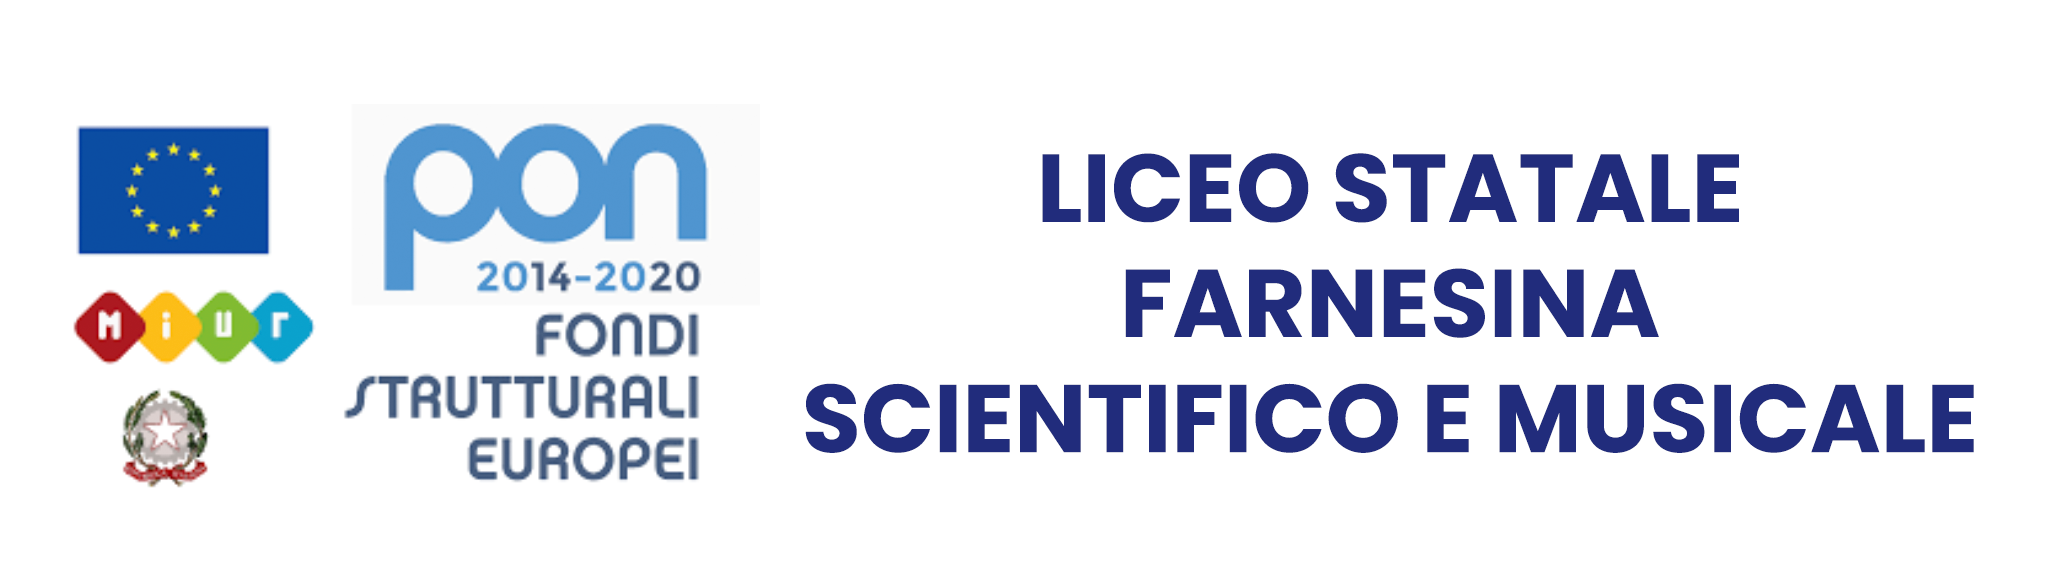 MIUR
pon
2014-2020
FONDI
STRUTTURALI
EUROPEI
LICEO STATALE
FARNESINA
SCIENTIFICO E MUSICALE